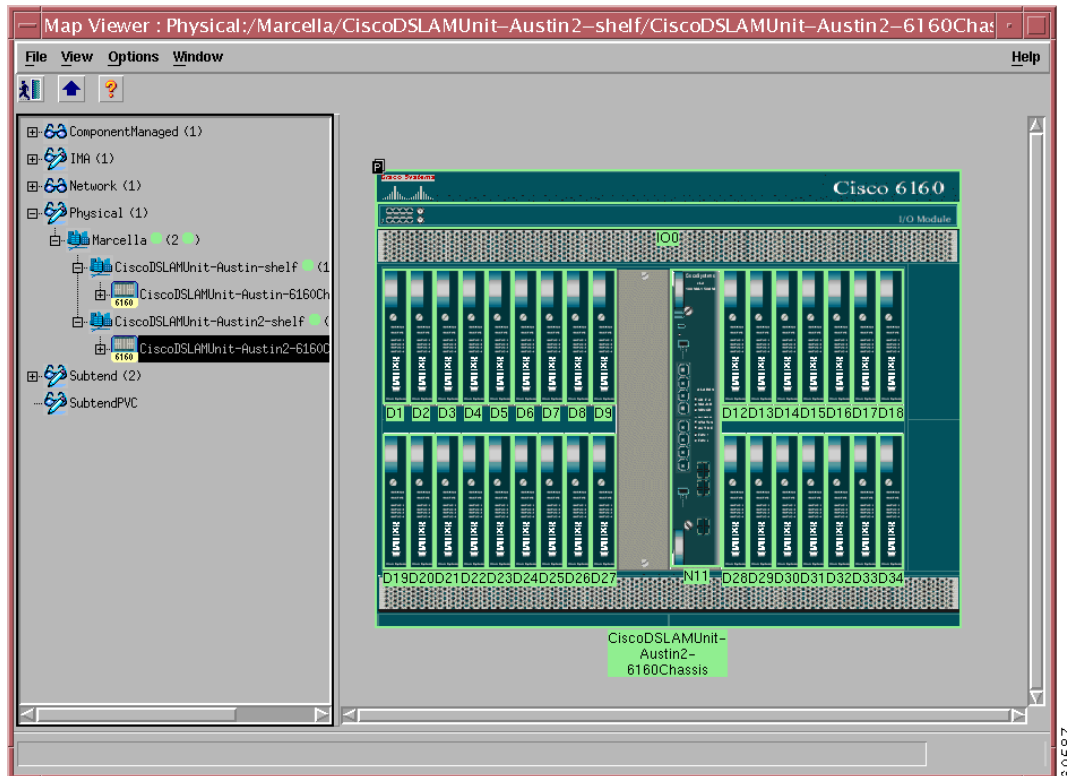 Map Viewer : Physical:/Marcella/CiscoDSLAMUnit–Austin2–shelf/CiscoDSLAMUnit–Austin2–6160Chas
File View Options Window Help
ComponentManaged (1)
IMA (1)
Network (1)
Physical (1)
Marcella (2 )
CiscoDSLAMUnit-Austin-shelf (1
6160 CiscoDSLAMUnit-Austin-6160Ch
CiscoDSLAMUnit-Austin2-shelf (
6160 CiscoDSLAMUnit-Austin2-6160C
Subtend (2)
SubtendPVC
P
Cisco Systems
Cisco 6160
I/O Module
IO0
D1 D2 D3 D4 D5 D6 D7 D8 D9 D12 D13 D14 D15 D16 D17 D18
D19 D20 D21 D22 D23 D24 D25 D26 D27 N11 D28 D29 D30 D31 D32 D33 D34
CiscoDSLAMUnit–
Austin2–
6160Chassis